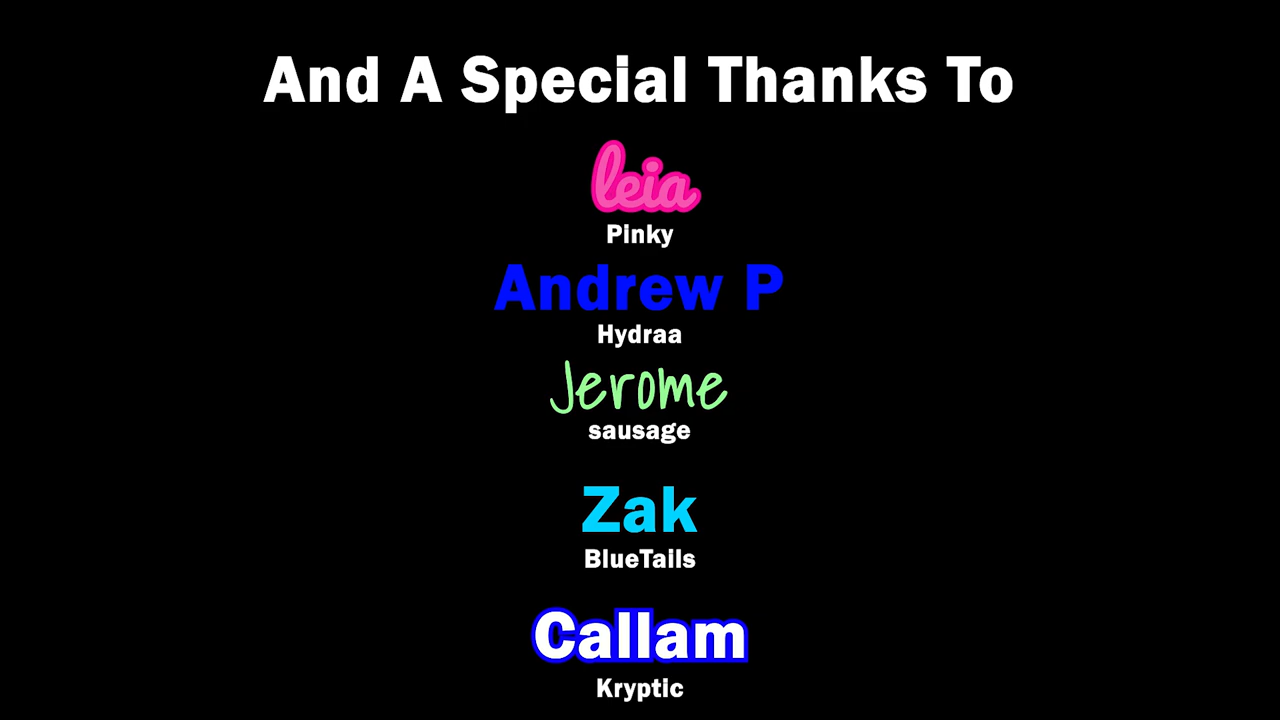 And A Special Thanks To
leia
Pinky
Andrew P
Hydraa
Jerome
sausage
Zak
BlueTails
Callam
Kryptic